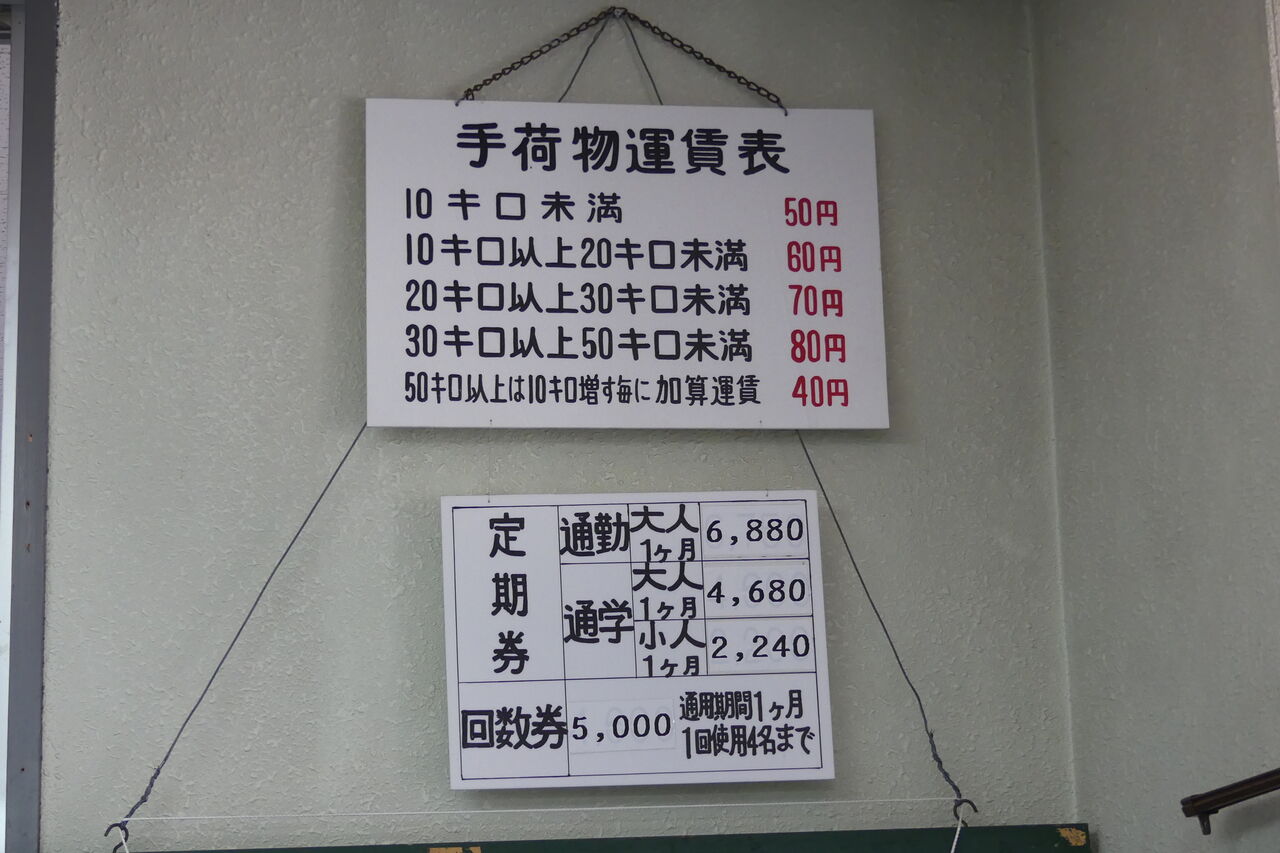 手荷物運賃表
10キロ未満 50円
10キロ以上20キロ未満 60円
20キロ以上30キロ未満 70円
30キロ以上50キロ未満 80円
50キロ以上は10キロ増す毎に加算運賃 40円
定期券
通勤 大人 1ヶ月 6,880
通学 大人 1ヶ月 4,680
小人 1ヶ月 2,240
回数券 5,000 通用期間1ヶ月
1回使用4名まで